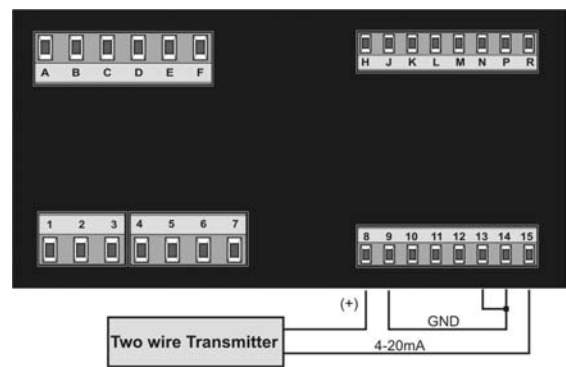 A B C D E F
H J K L M N P R
1 2 3 4 5 6 7
8 9 10 11 12 13 14 15
(+)
GND
Two wire Transmitter
4-20mA